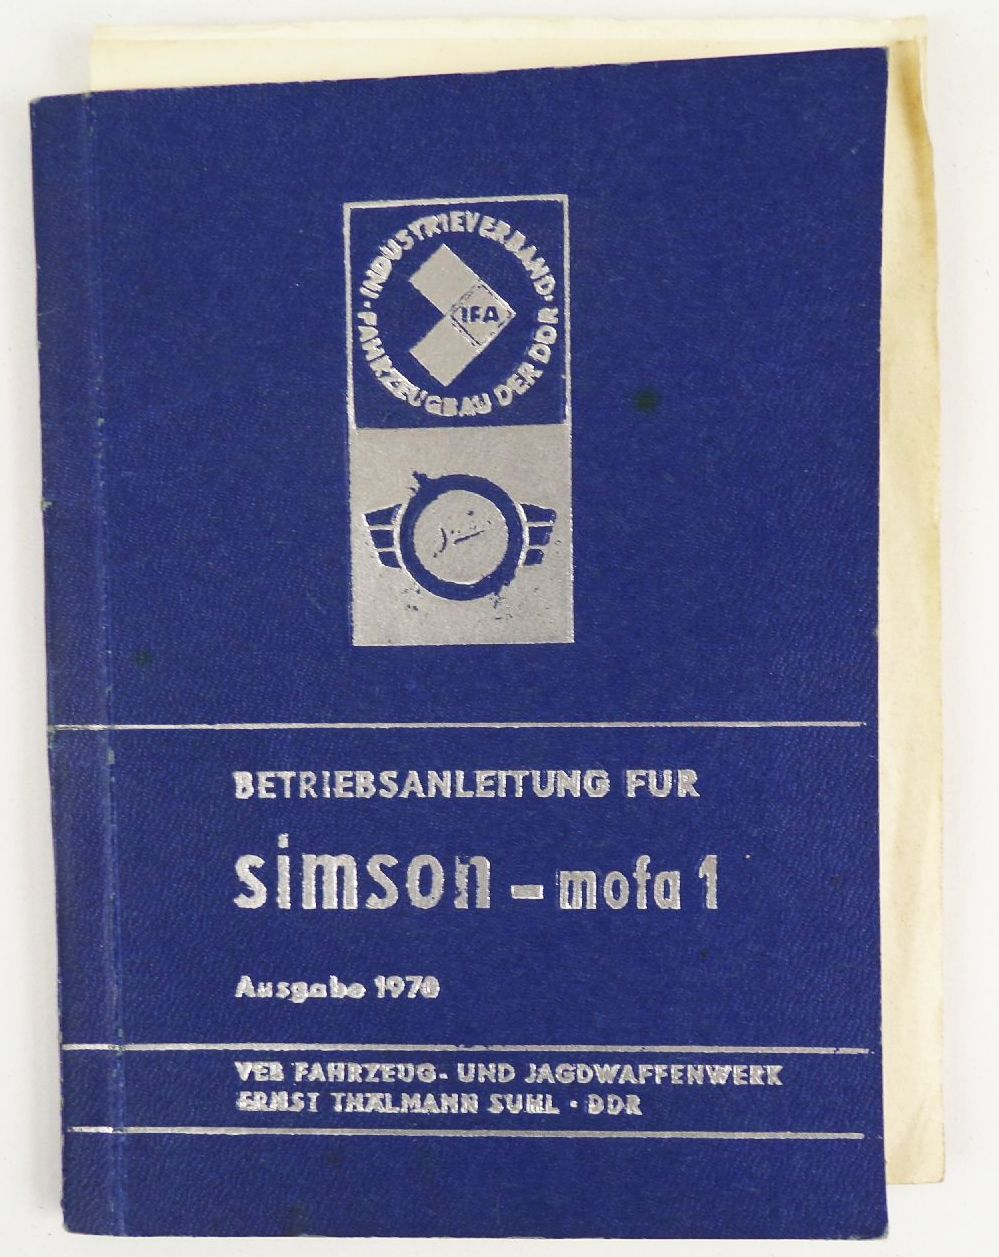 INDUSTRIEVERBAND ·
FAHRZEUGBAU DER DDR ·
IFA
BETRIEBSANLEITUNG FUR
simson - mofa 1
Ausgabe 1970
VEB FAHRZEUG- UND JAGDWAFFENWERK
ERNST THÄLMANN SUHL · DDR